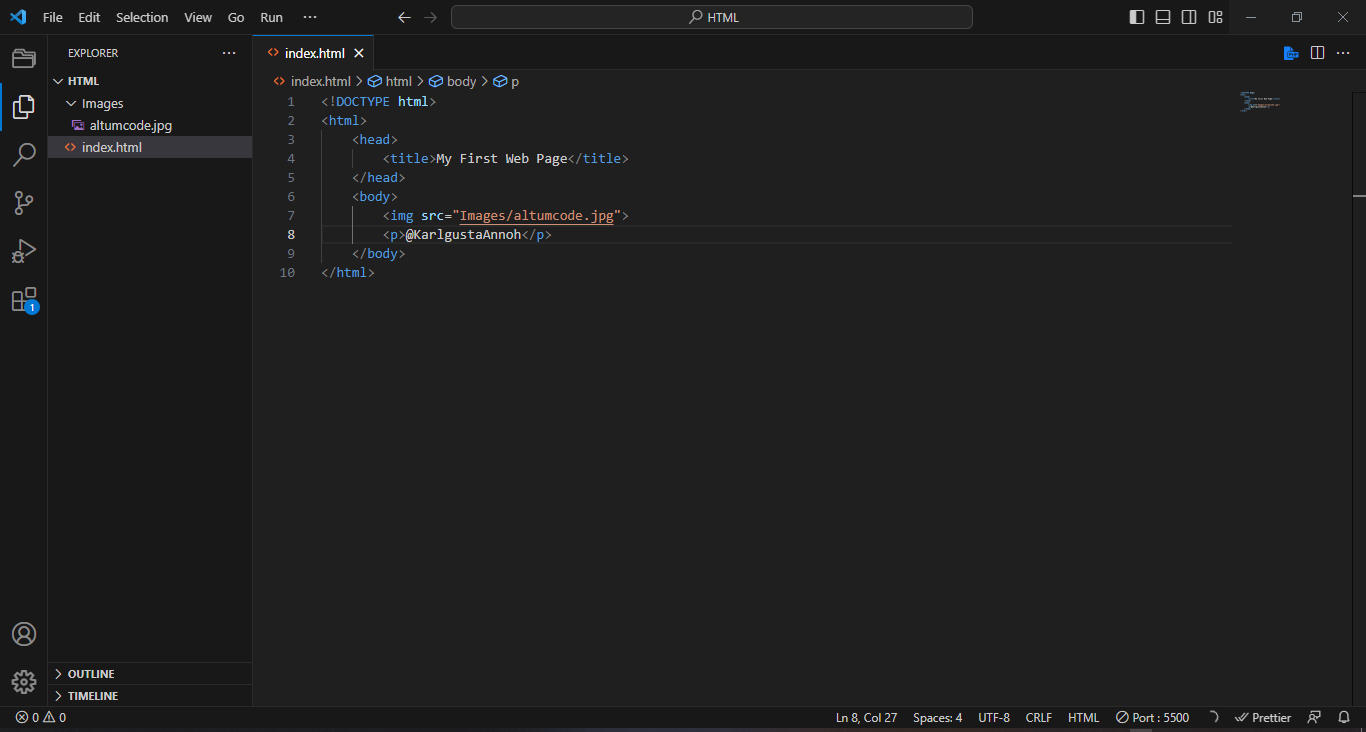 File Edit Selection View Go Run ··· HTML
EXPLORER ···
HTML
Images
altumcode.jpg
index.html
OUTLINE
TIMELINE
index.html
index.html > html > body > p
1 <!DOCTYPE html>
2 <html>
3 <head>
4 <title>My First Web Page</title>
5 </head>
6 <body>
7 <img src="Images/altumcode.jpg">
8 <p>@KarlgustaAnnoh</p>
9 </body>
10 </html>
1
0 0 Ln 8, Col 27 Spaces: 4 UTF-8 CRLF HTML Port : 5500 Prettier